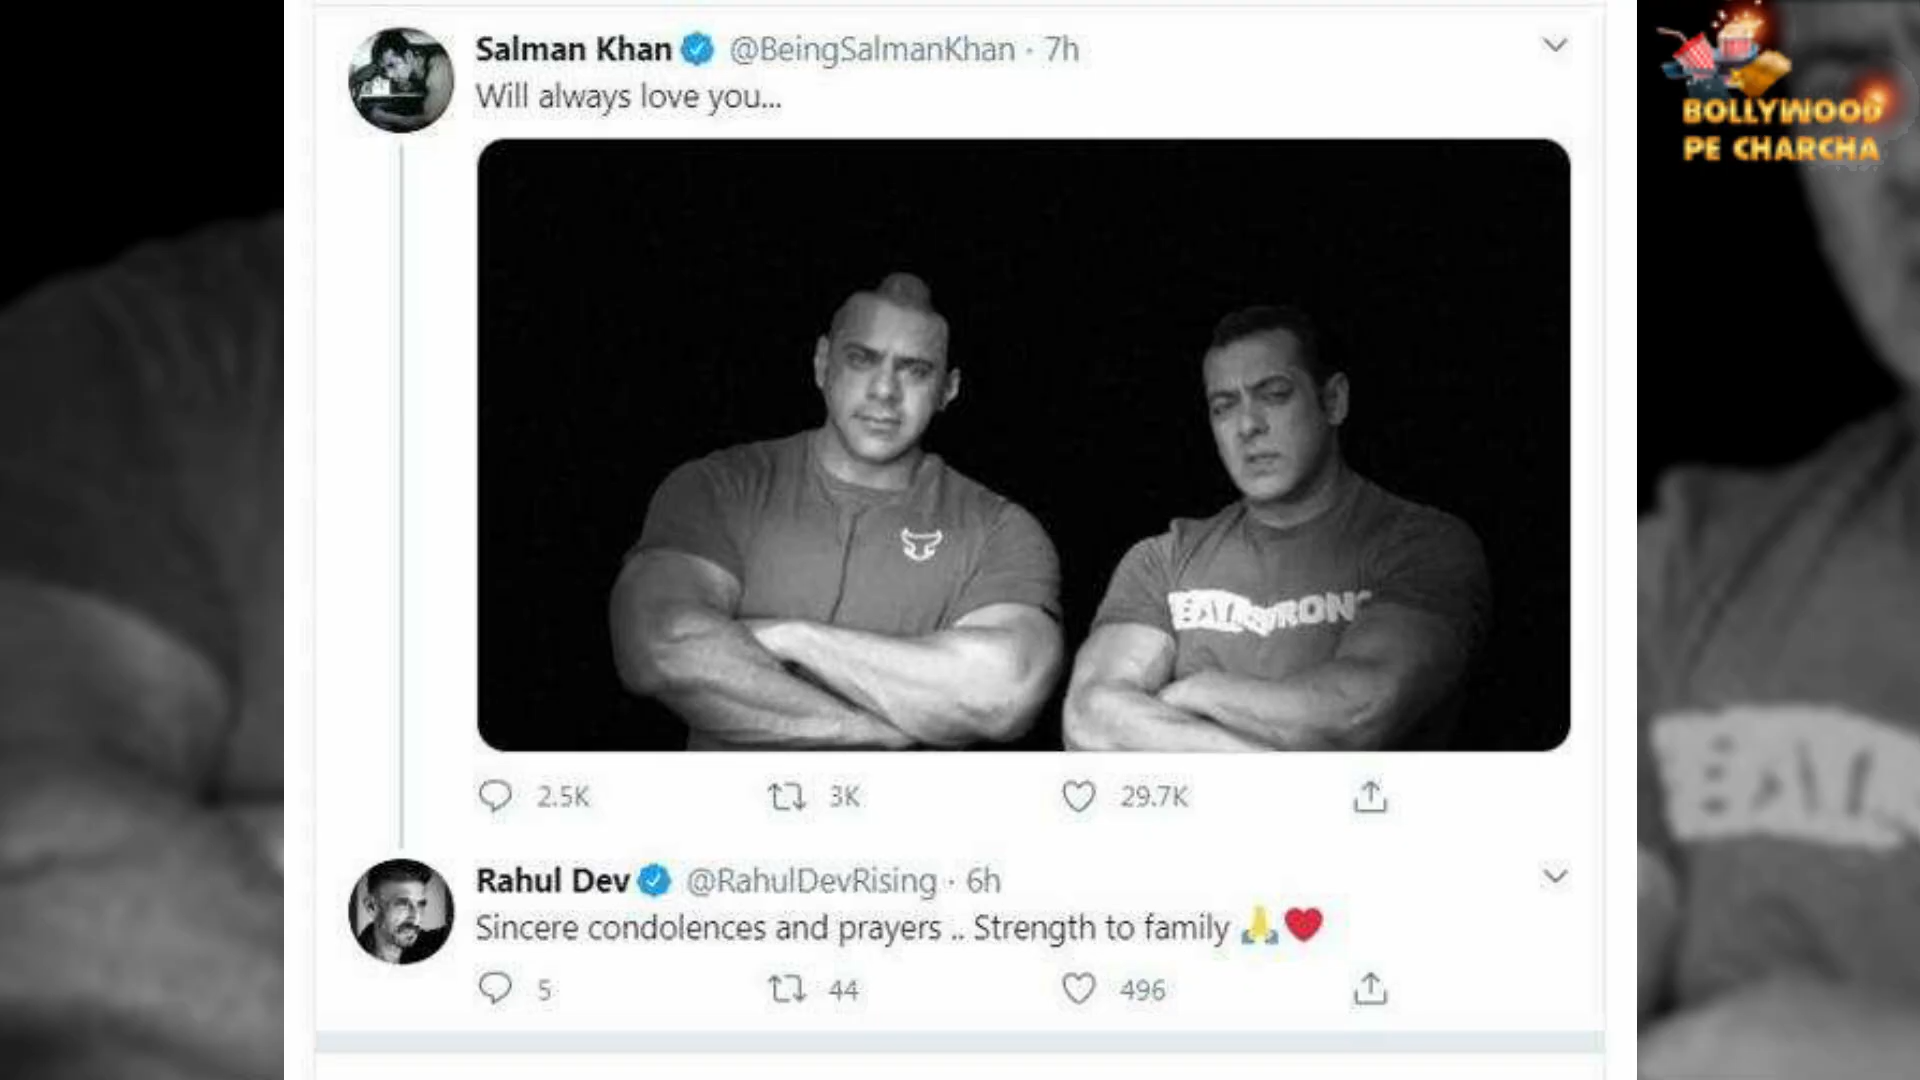 Salman Khan @BeingSalmanKhan · 7h
Will always love you...
2.5K 3K 29.7K
Rahul Dev @RahulDevRising · 6h
Sincere condolences and prayers .. Strength to family 🙏❤️
5 44 496
BOLLYWOOD
PE CHARCHA